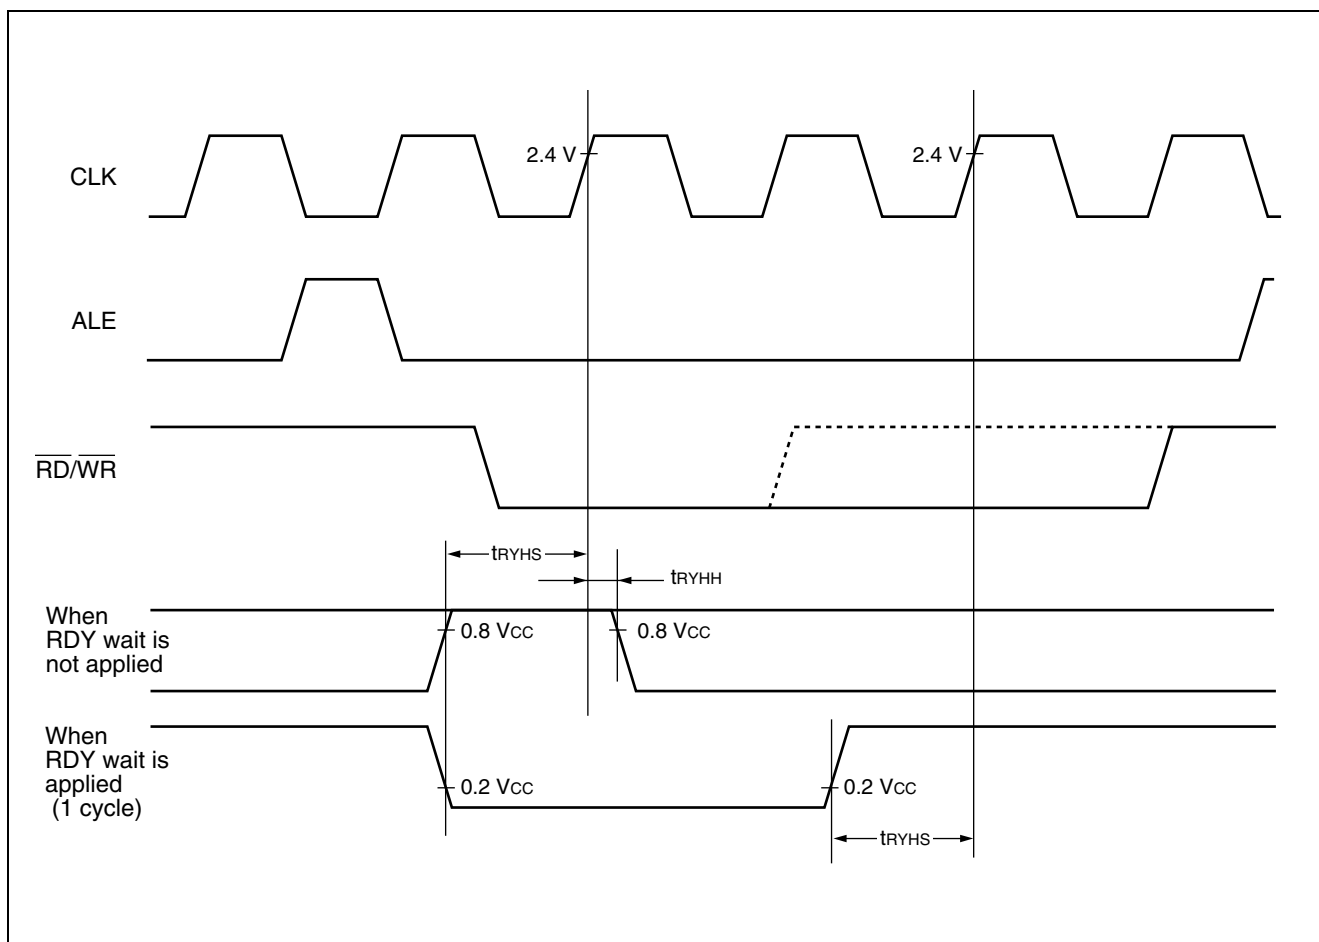 2.4 V
2.4 V
CLK
ALE
RD/WR
tRYHS
tRYHH
When
RDY wait is
not applied
0.8 VCC
0.8 VCC
When
RDY wait is
applied
(1 cycle)
0.2 VCC
0.2 VCC
tRYHS